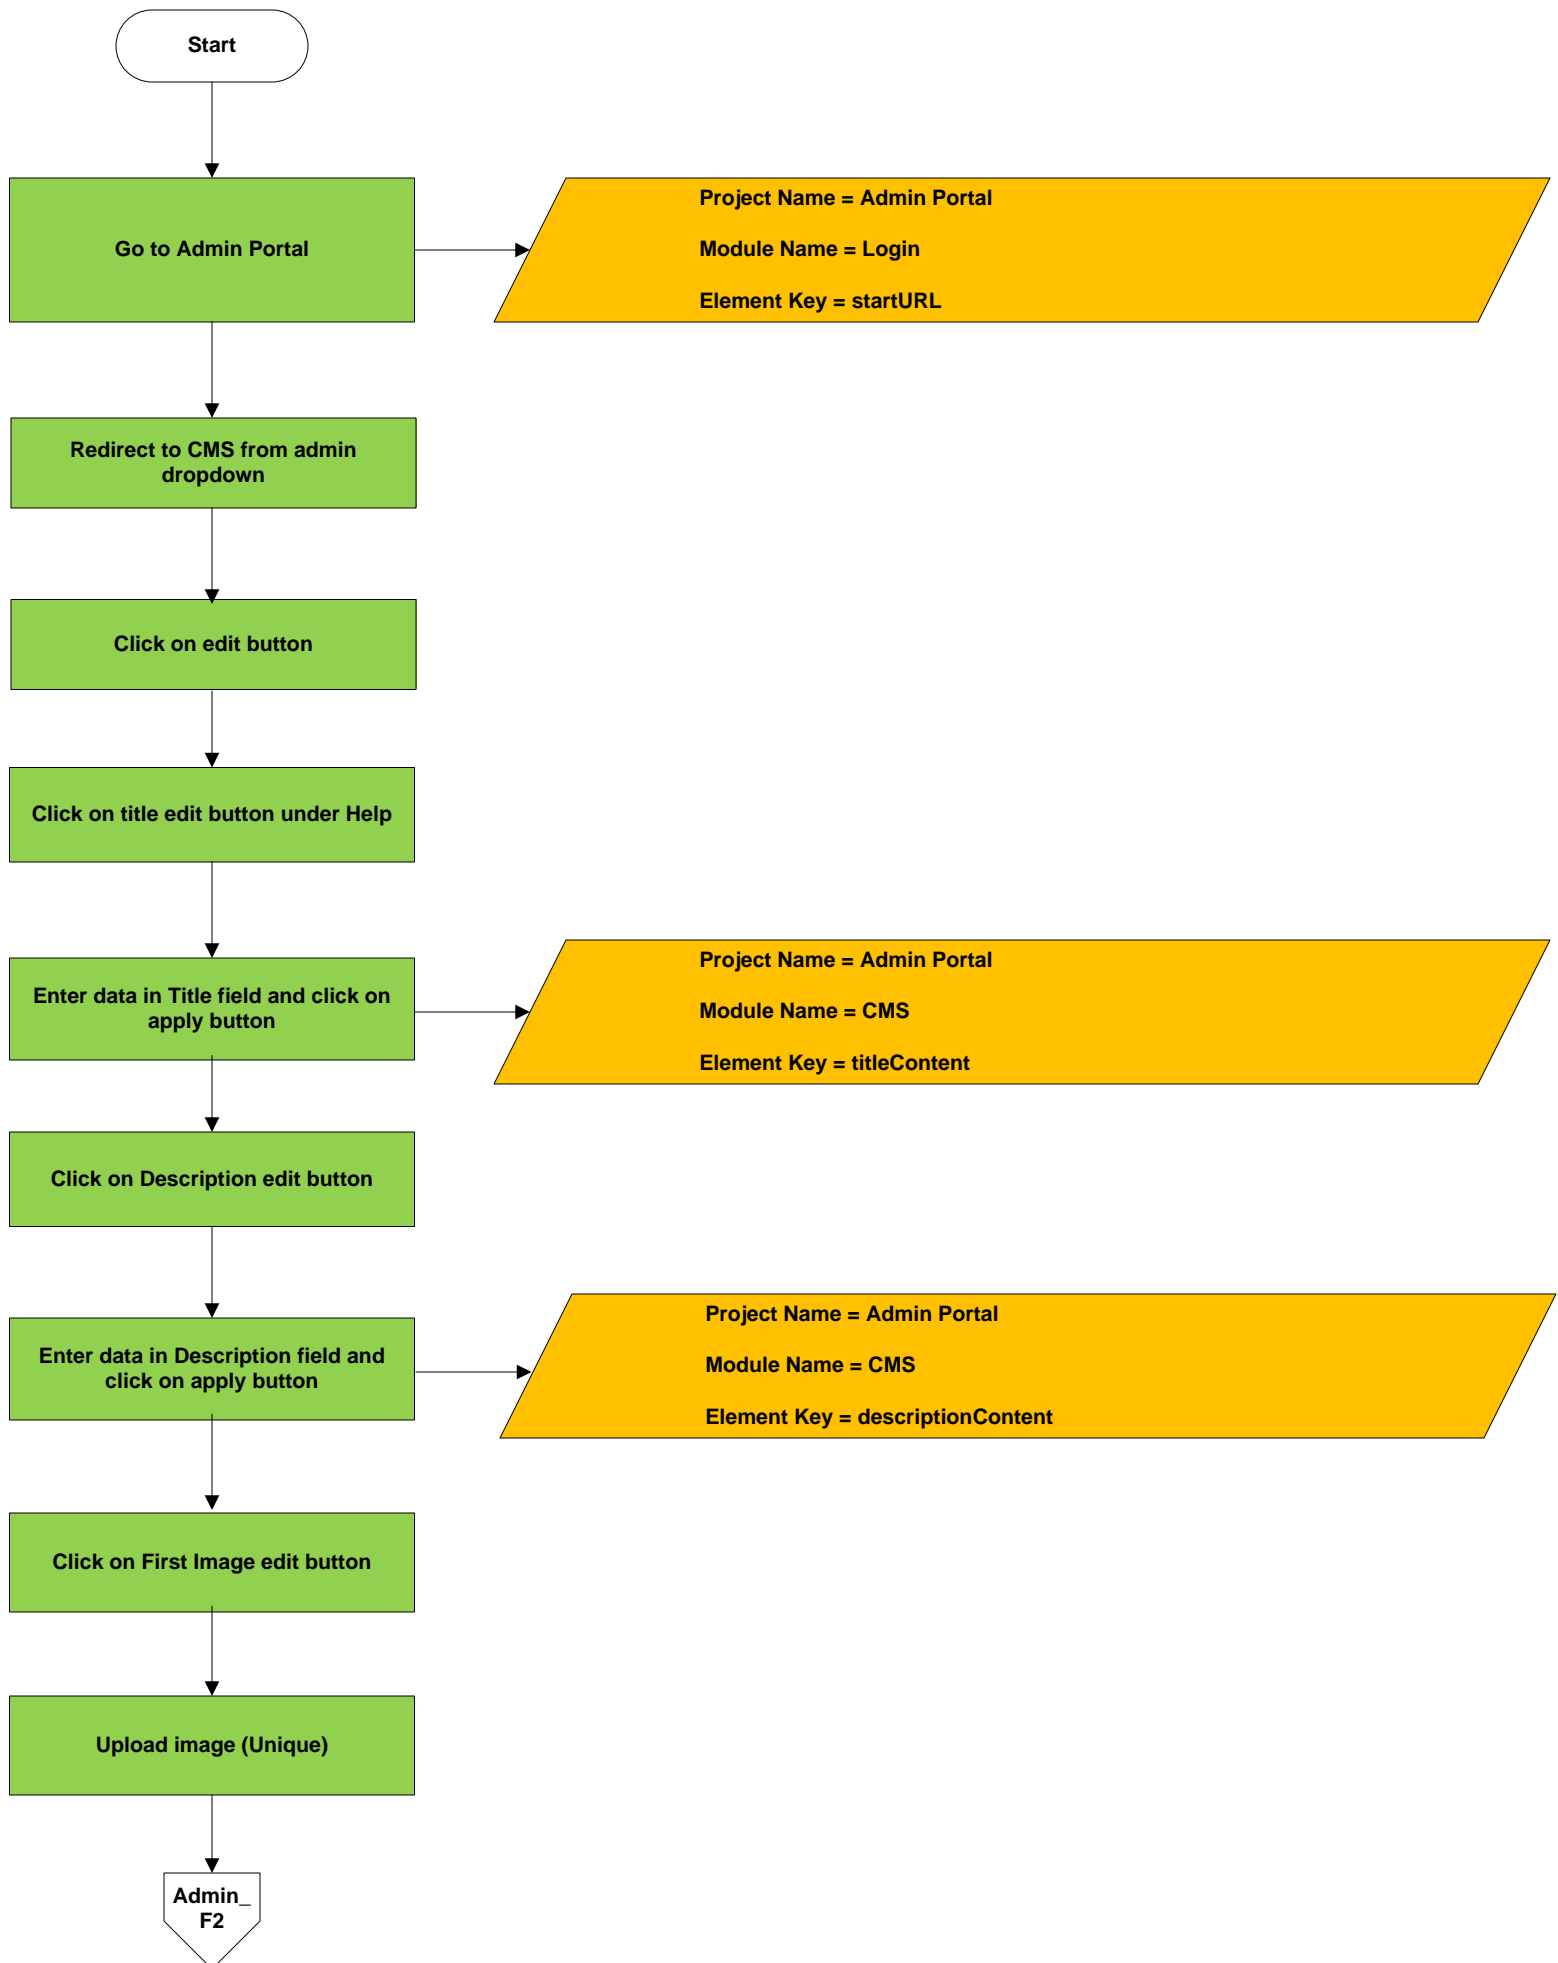 Start
Go to Admin Portal
Project Name = Admin Portal
Module Name = Login
Element Key = startURL
Redirect to CMS from admin
dropdown
Click on edit button
Click on title edit button under Help
Enter data in Title field and click on
apply button
Project Name = Admin Portal
Module Name = CMS
Element Key = titleContent
Click on Description edit button
Enter data in Description field and
click on apply button
Project Name = Admin Portal
Module Name = CMS
Element Key = descriptionContent
Click on First Image edit button
Upload image (Unique)
Admin_
F2